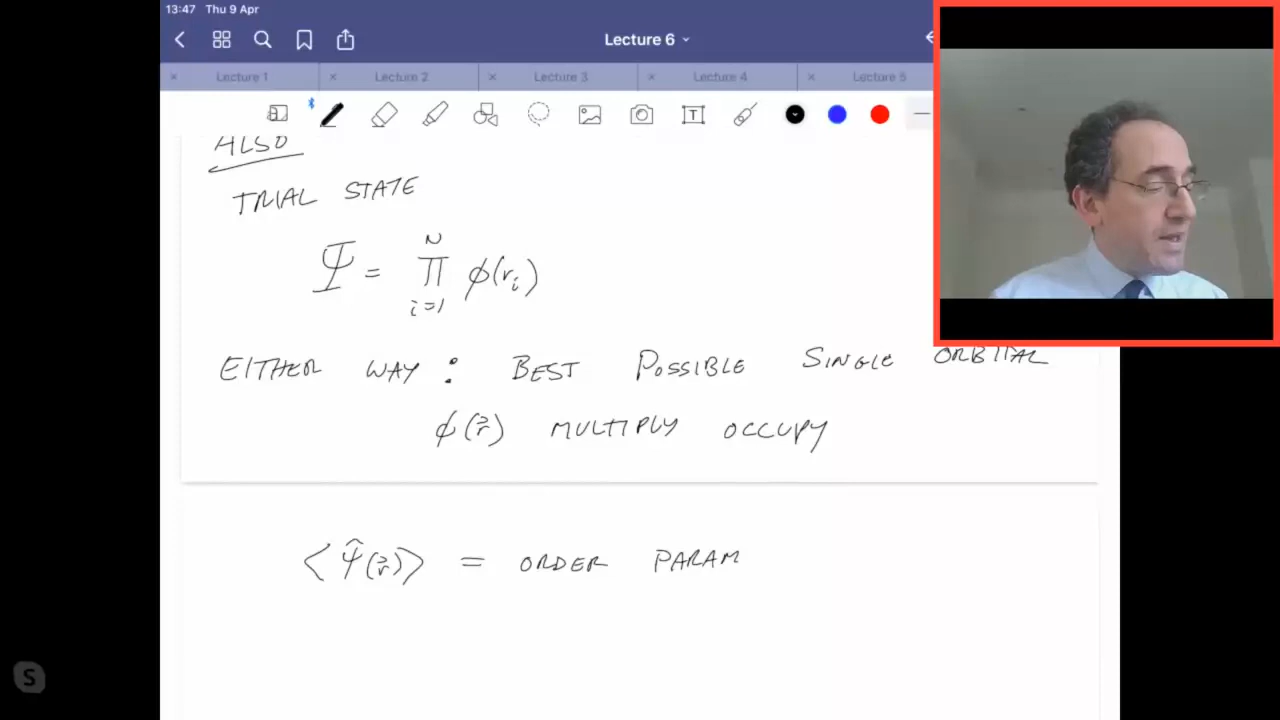 13:47 Thu 9 Apr
Lecture 6
Lecture 1 Lecture 2 Lecture 3 Lecture 4 Lecture 5
T
ALSO
TRIAL STATE
Ψ = ∏_{i=1}^{N} φ(r_i)
EITHER WAY : BEST POSSIBLE SINGLE ORBITAL
φ(r⃗) MULTIPLY OCCUPY
⟨ψ̂(r⃗)⟩ = ORDER PARAM
S